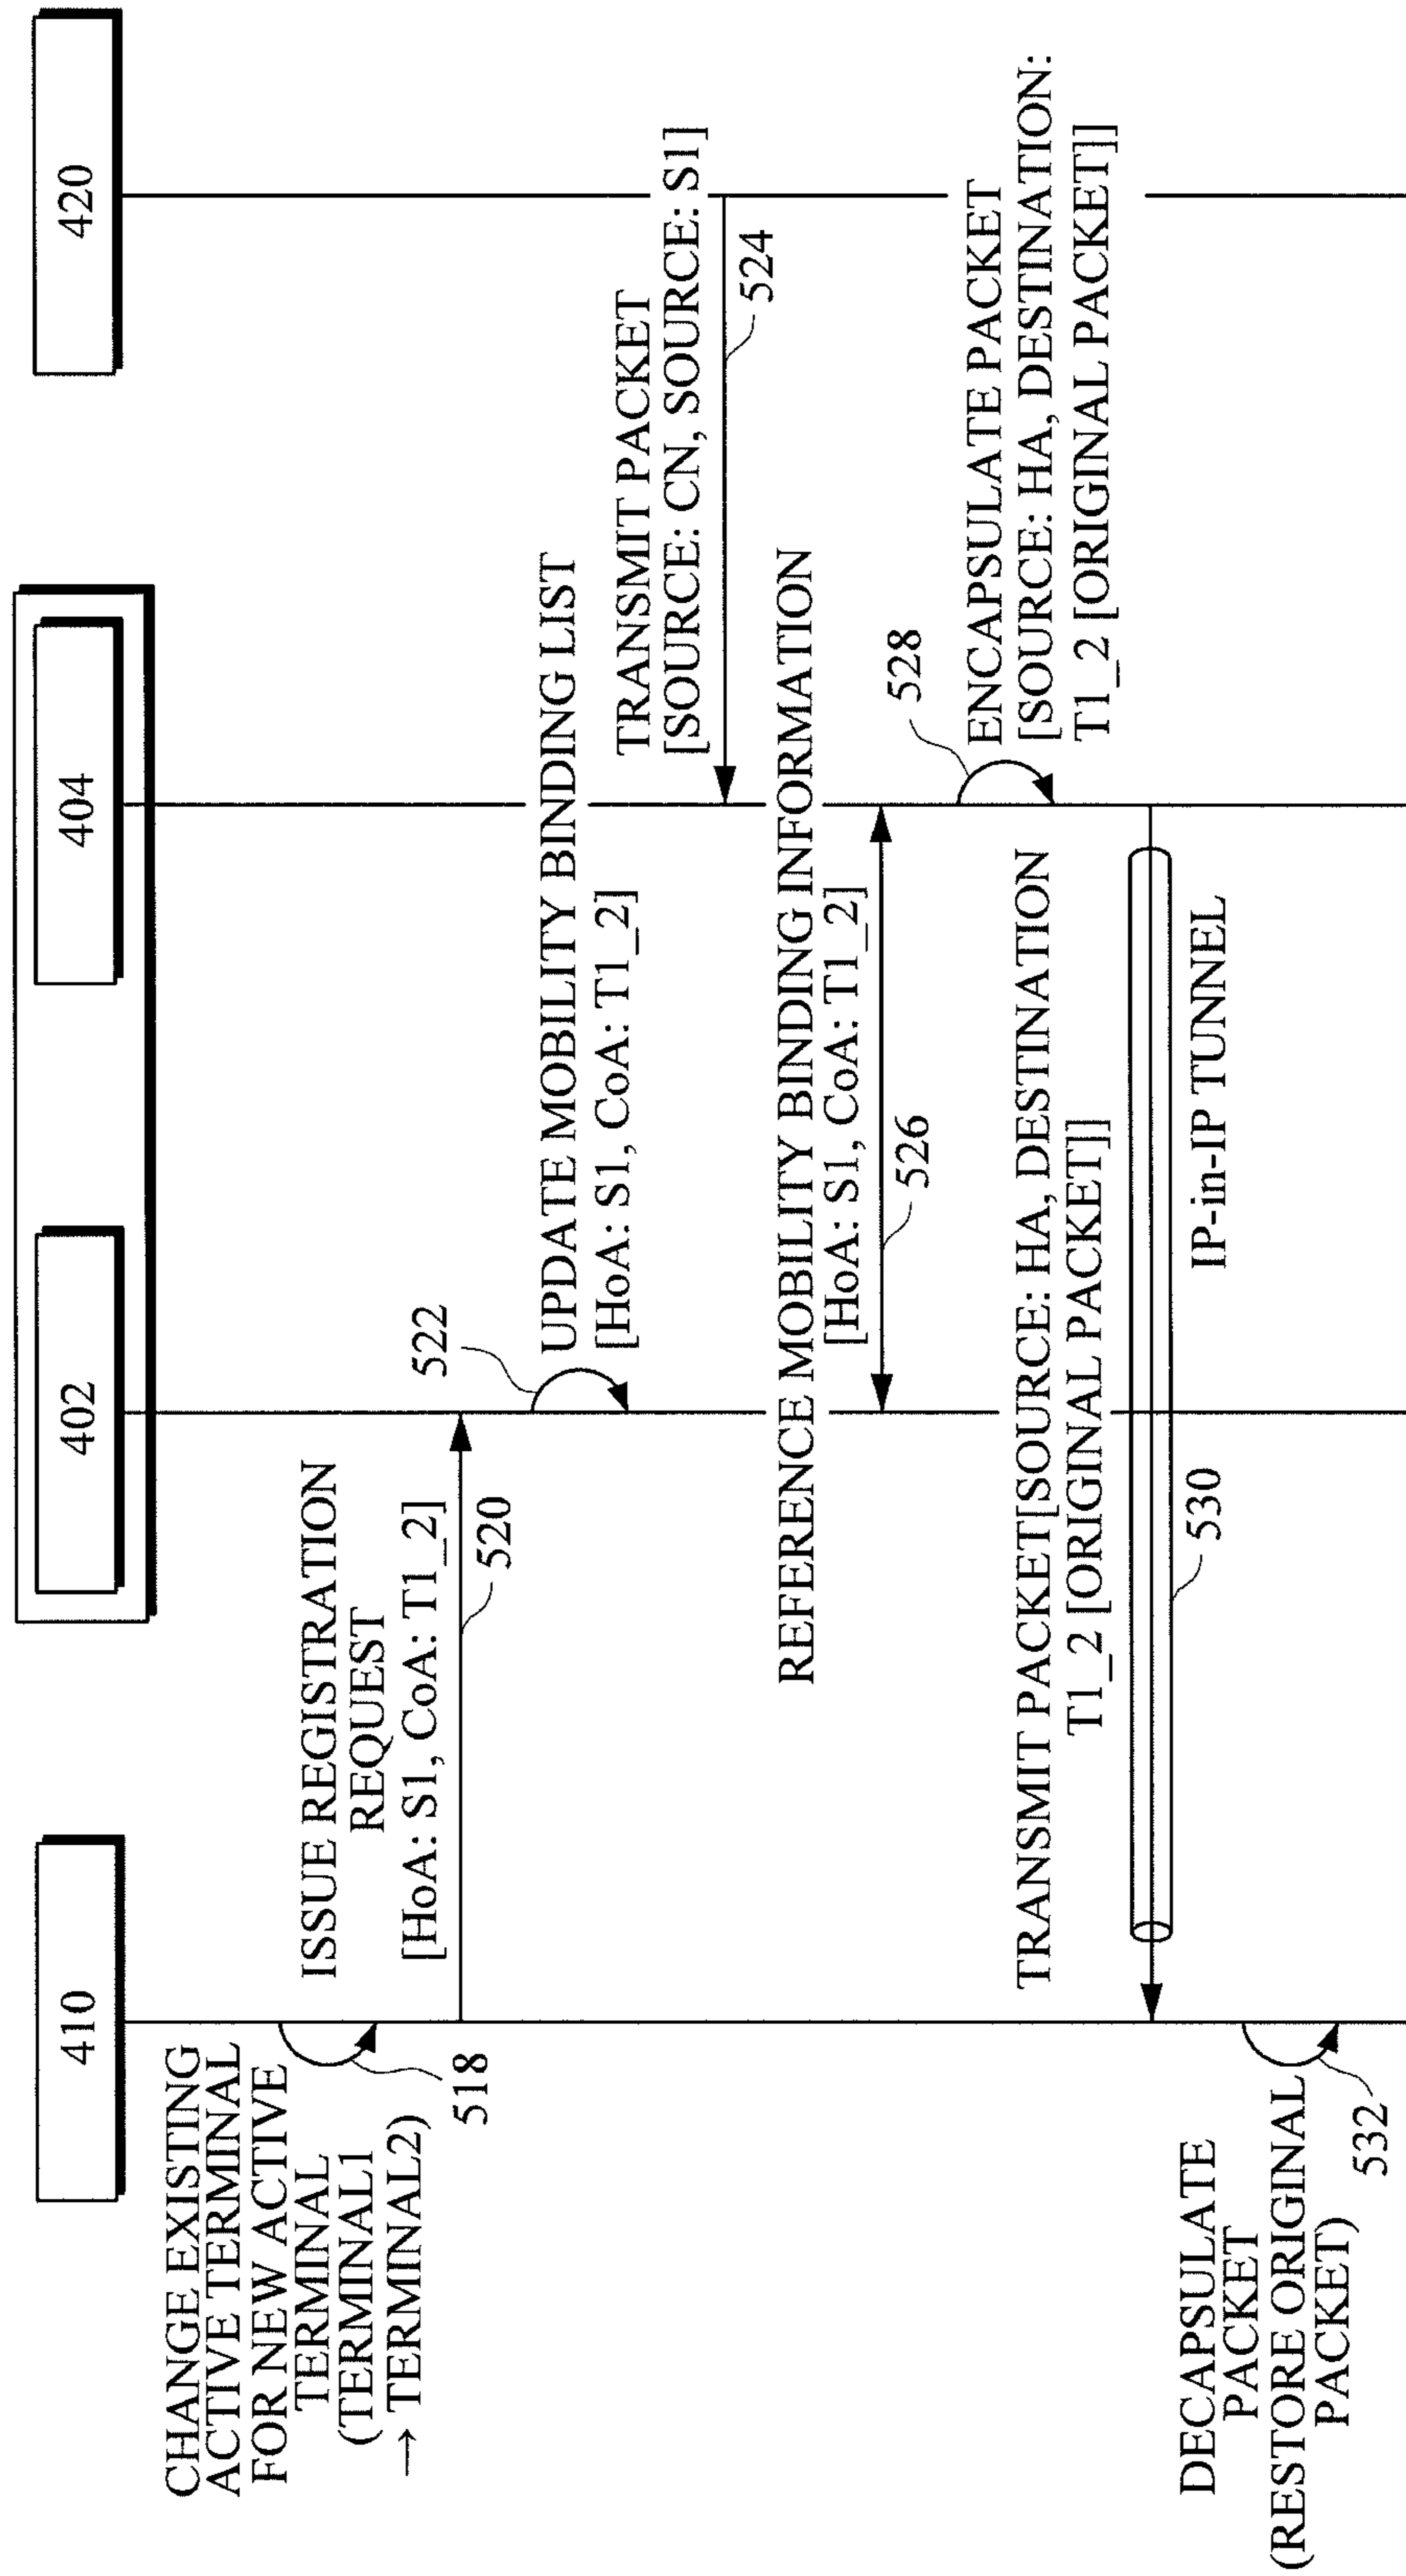 410
402
404
420
CHANGE EXISTING
ACTIVE TERMINAL
FOR NEW ACTIVE
TERMINAL
(TERMINAL1
→ TERMINAL2)
518
ISSUE REGISTRATION
REQUEST
[HoA: S1, CoA: T1_2]
520
522
UPDATE MOBILITY BINDING LIST
[HoA: S1, CoA: T1_2]
TRANSMIT PACKET
[SOURCE: CN, SOURCE: S1]
524
REFERENCE MOBILITY BINDING INFORMATION
[HoA: S1, CoA: T1_2]
526
528
ENCAPSULATE PACKET
[SOURCE: HA, DESTINATION:
T1_2 [ORIGINAL PACKET]]
TRANSMIT PACKET[SOURCE: HA, DESTINATION
T1_2 [ORIGINAL PACKET]]
530
IP-in-IP TUNNEL
DECAPSULATE
PACKET
(RESTORE ORIGINAL
PACKET)
532